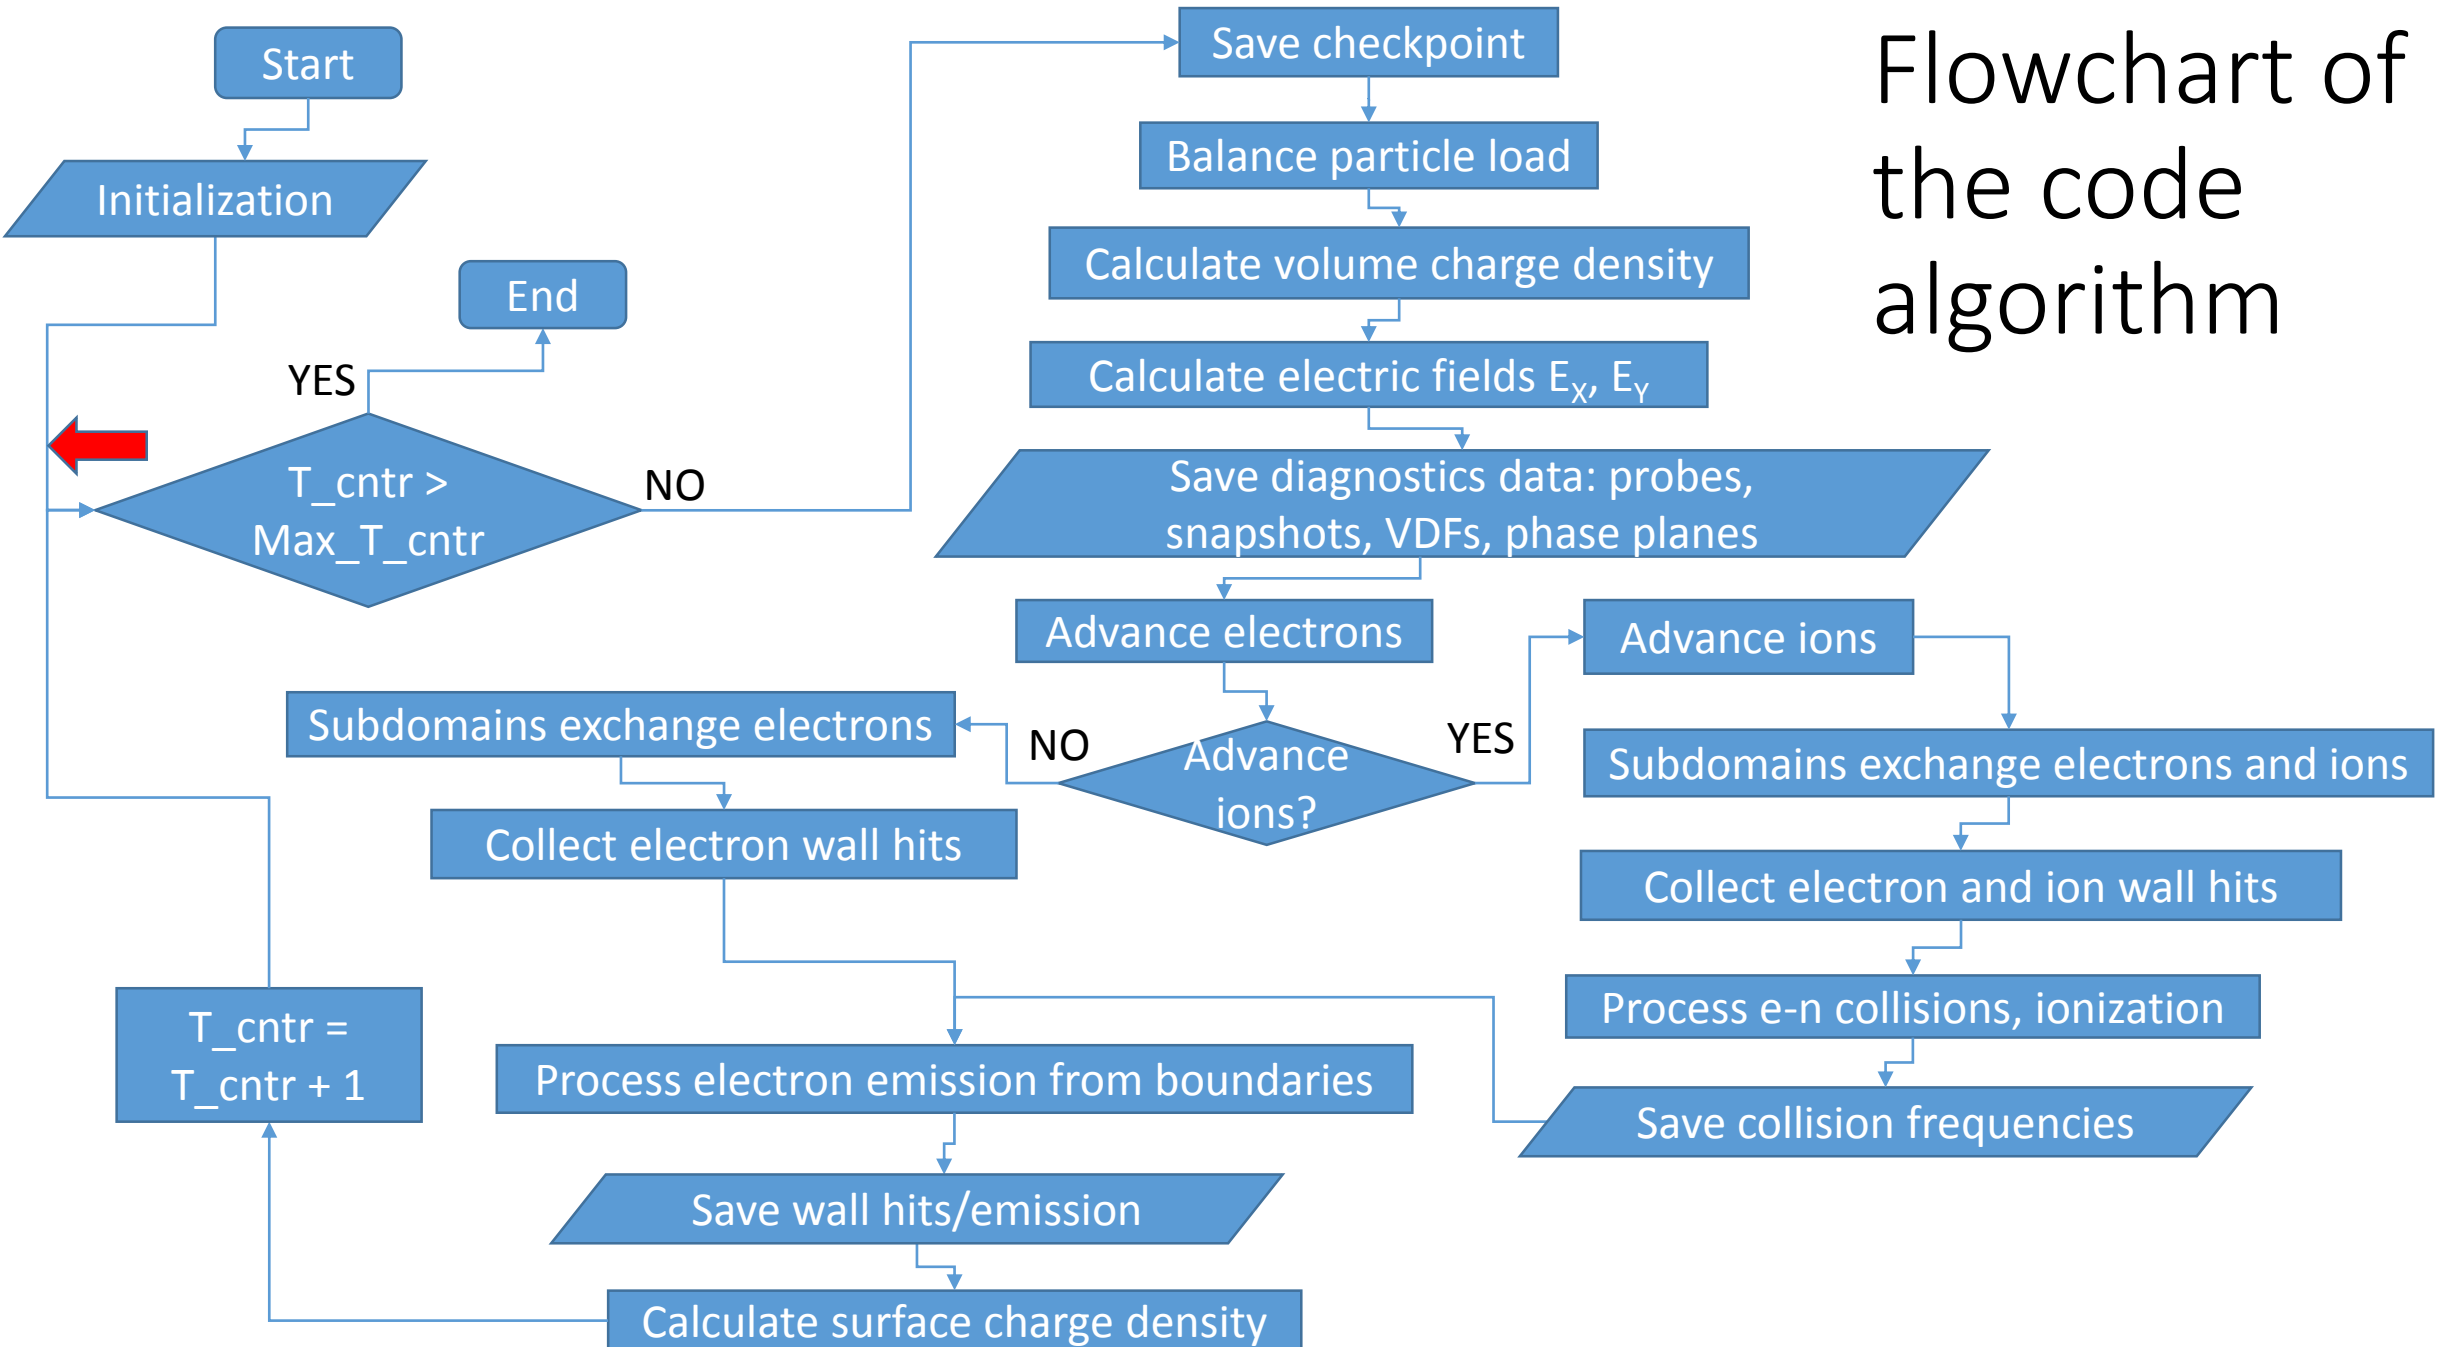 Flowchart of
the code
algorithm
Start
Initialization
End
YES
T_cntr >
Max_T_cntr
NO
Save checkpoint
Balance particle load
Calculate volume charge density
Calculate electric fields Eₓ, Eᵧ
Save diagnostics data: probes,
snapshots, VDFs, phase planes
Advance electrons
Advance
ions?
NO
YES
Subdomains exchange electrons
Collect electron wall hits
Advance ions
Subdomains exchange electrons and ions
Collect electron and ion wall hits
Process e-n collisions, ionization
Save collision frequencies
Process electron emission from boundaries
Save wall hits/emission
Calculate surface charge density
T_cntr =
T_cntr + 1